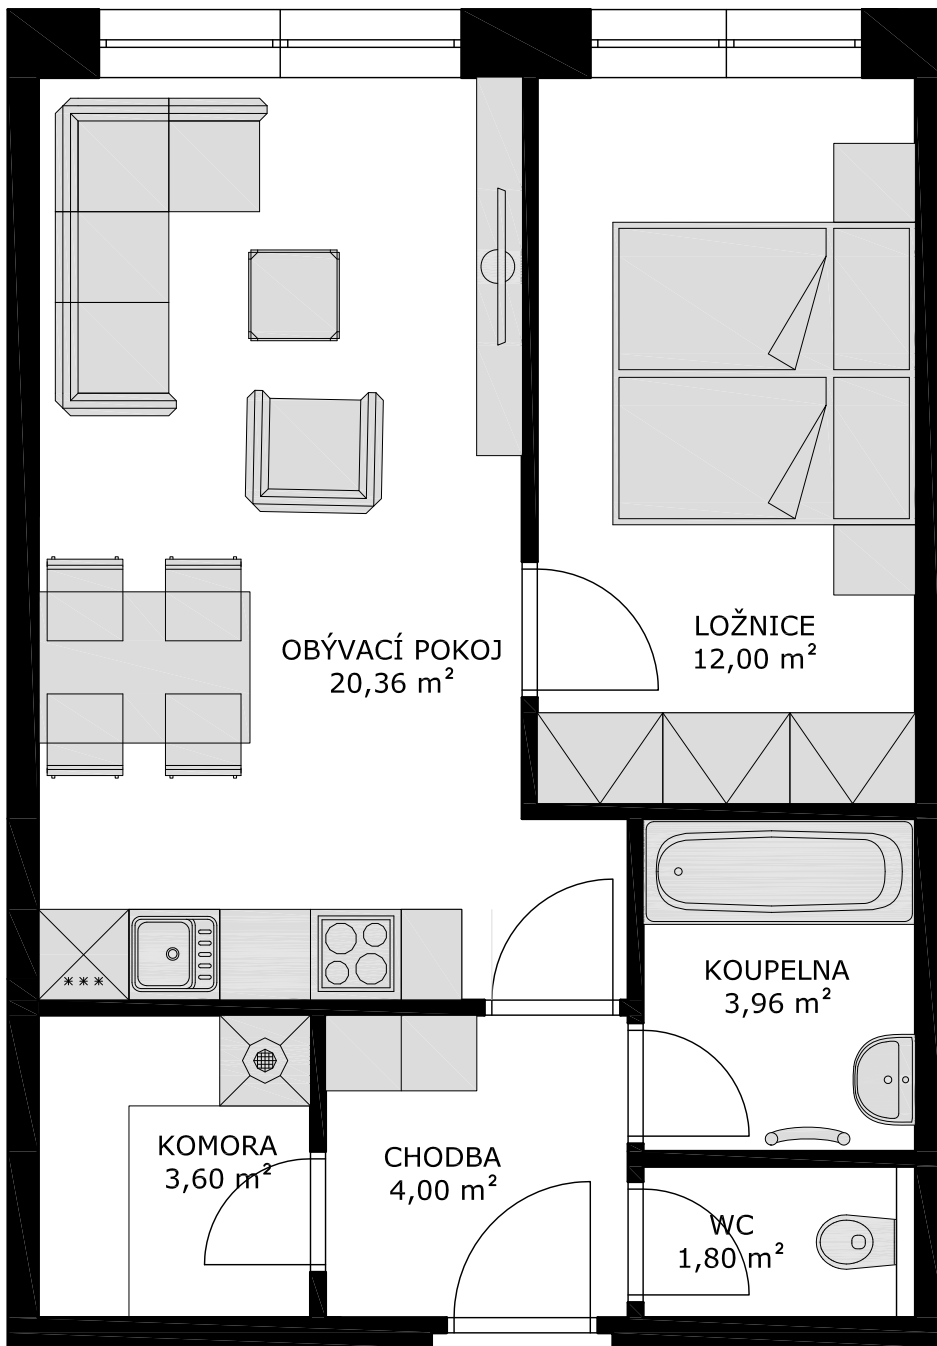 OBÝVACÍ POKOJ
20,36 m²
LOŽNICE
12,00 m²
KOUPELNA
3,96 m²
KOMORA
3,60 m²
CHODBA
4,00 m²
WC
1,80 m²